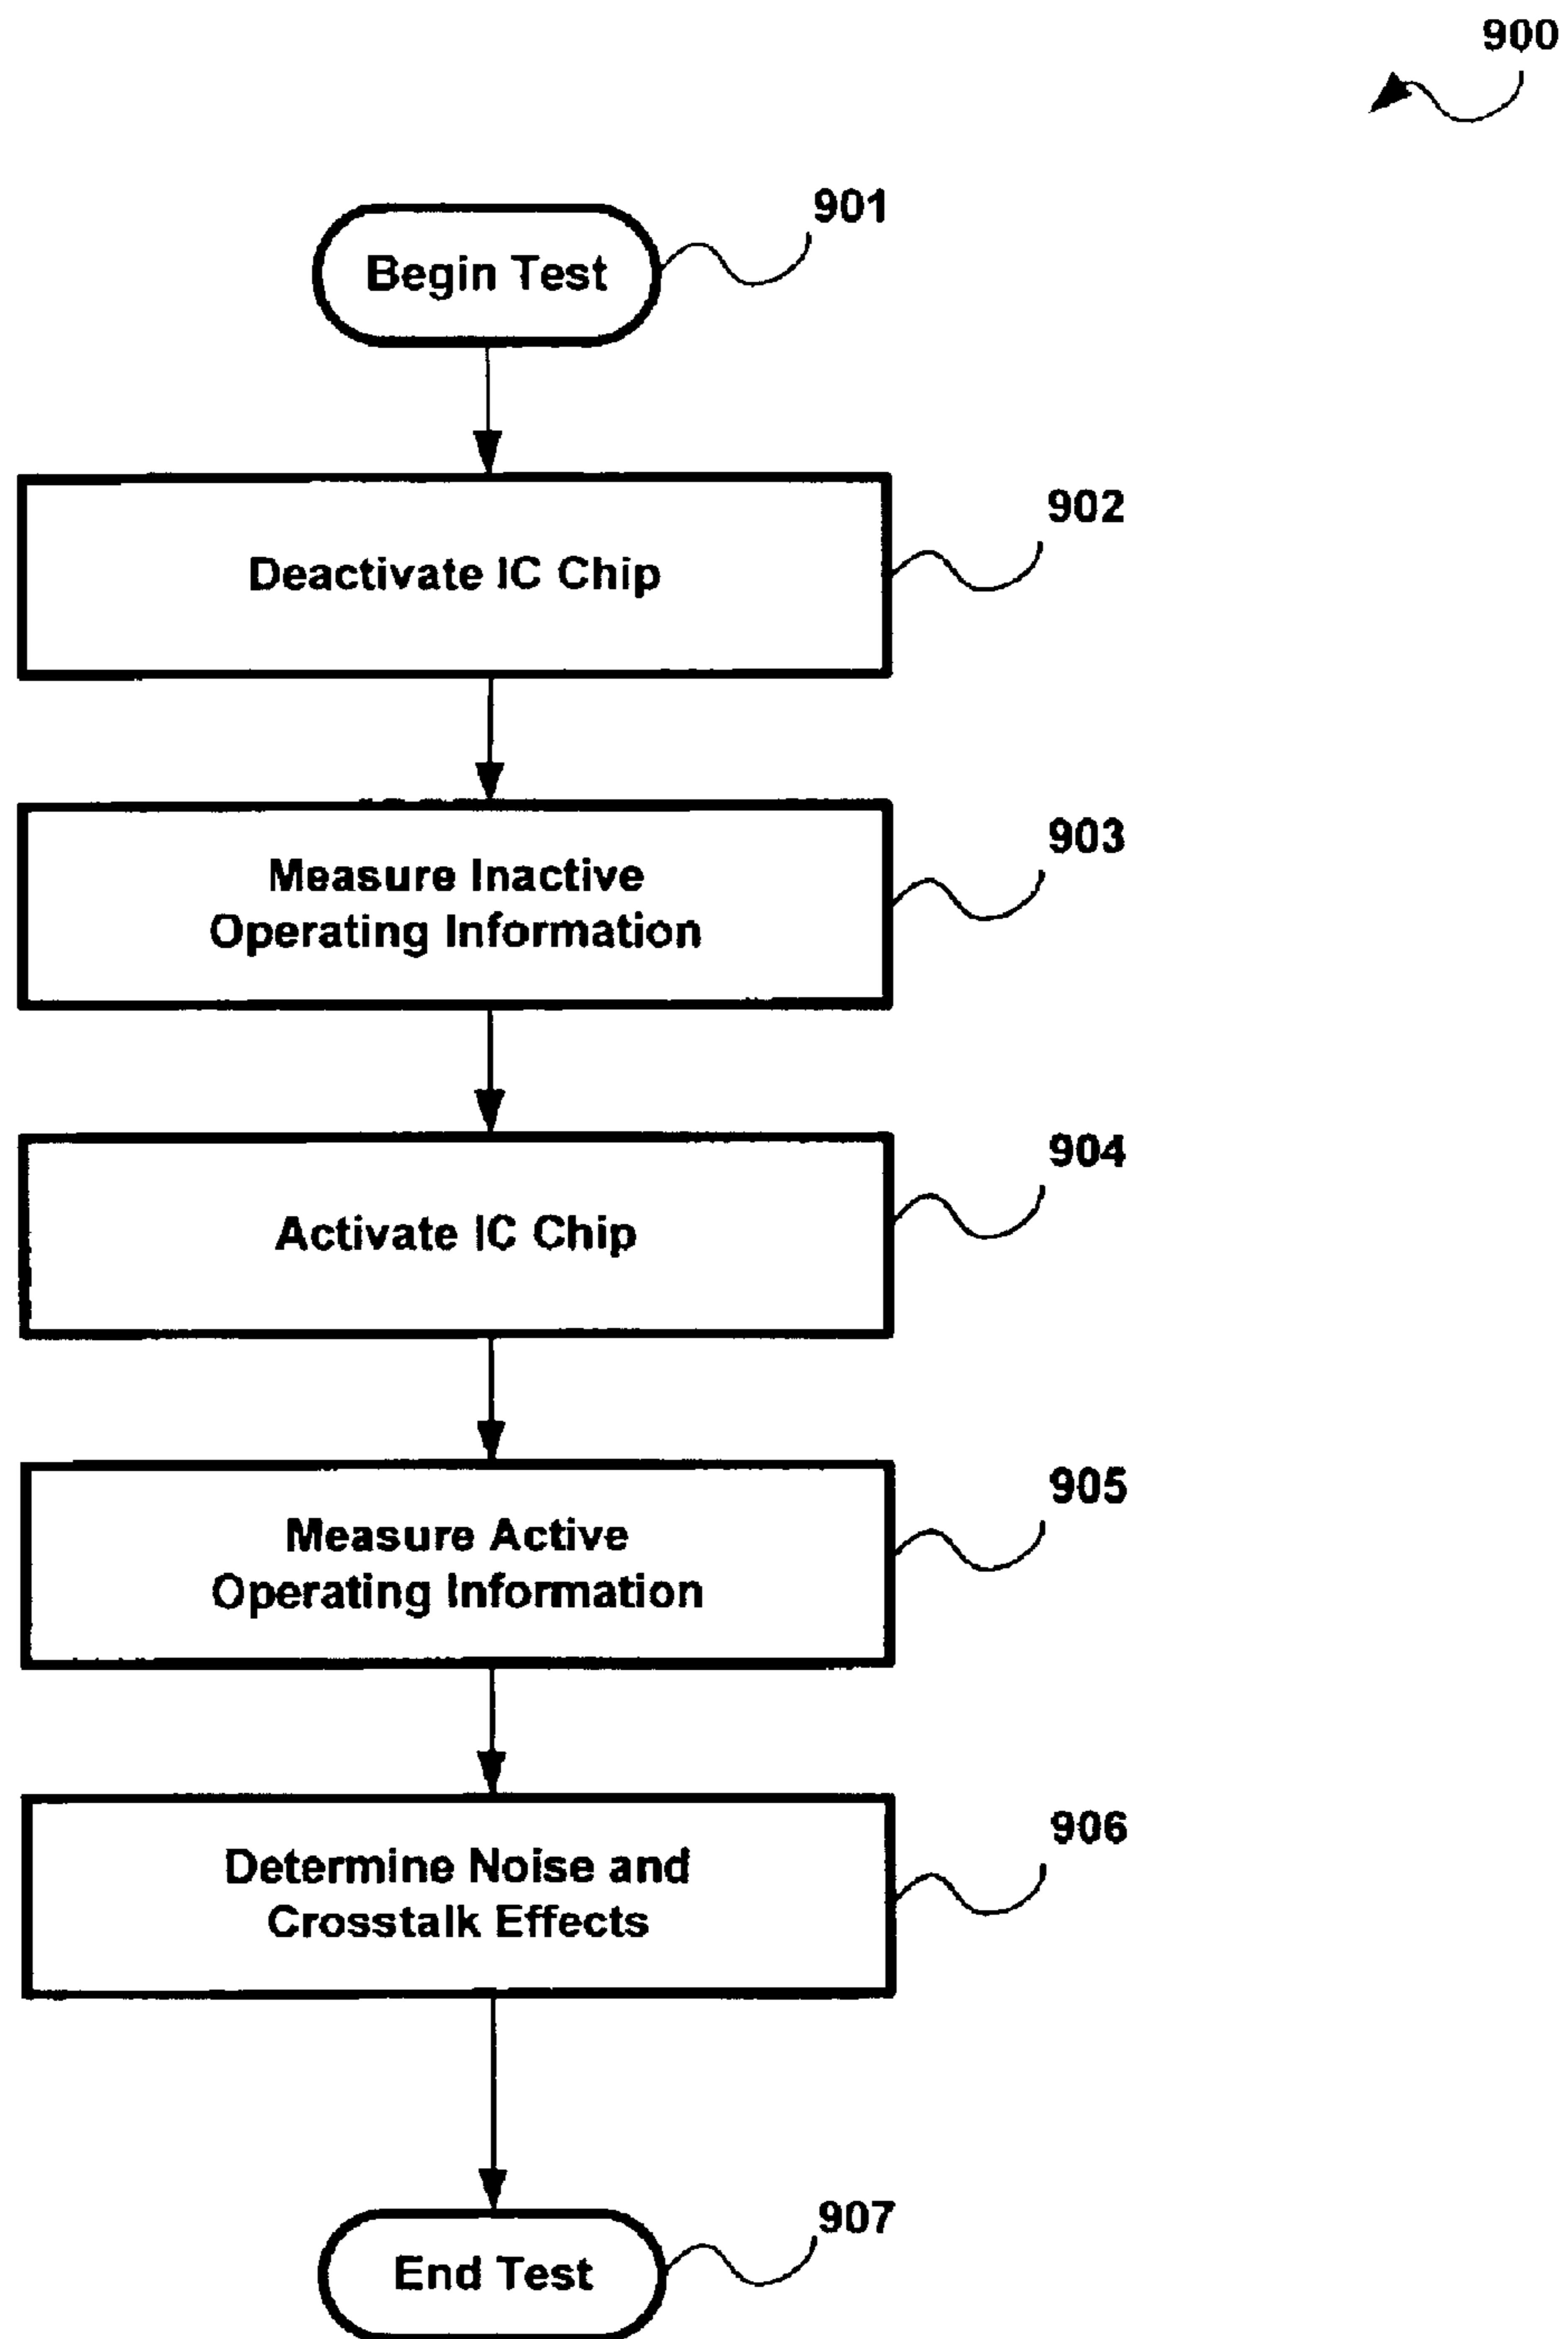 900
901
Begin Test
902
Deactivate IC Chip
903
Measure Inactive
Operating Information
904
Activate IC Chip
905
Measure Active
Operating Information
906
Determine Noise and
Crosstalk Effects
907
End Test